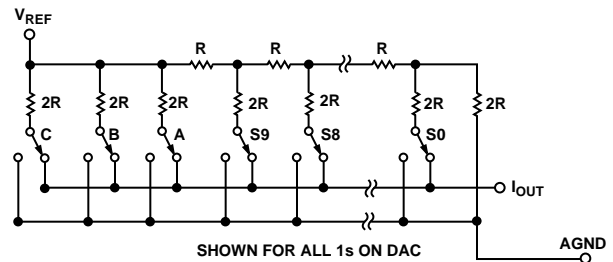 VREF
R R R
2R 2R 2R 2R 2R 2R 2R
C B A S9 S8 S0
IOUT
SHOWN FOR ALL 1s ON DAC
AGND